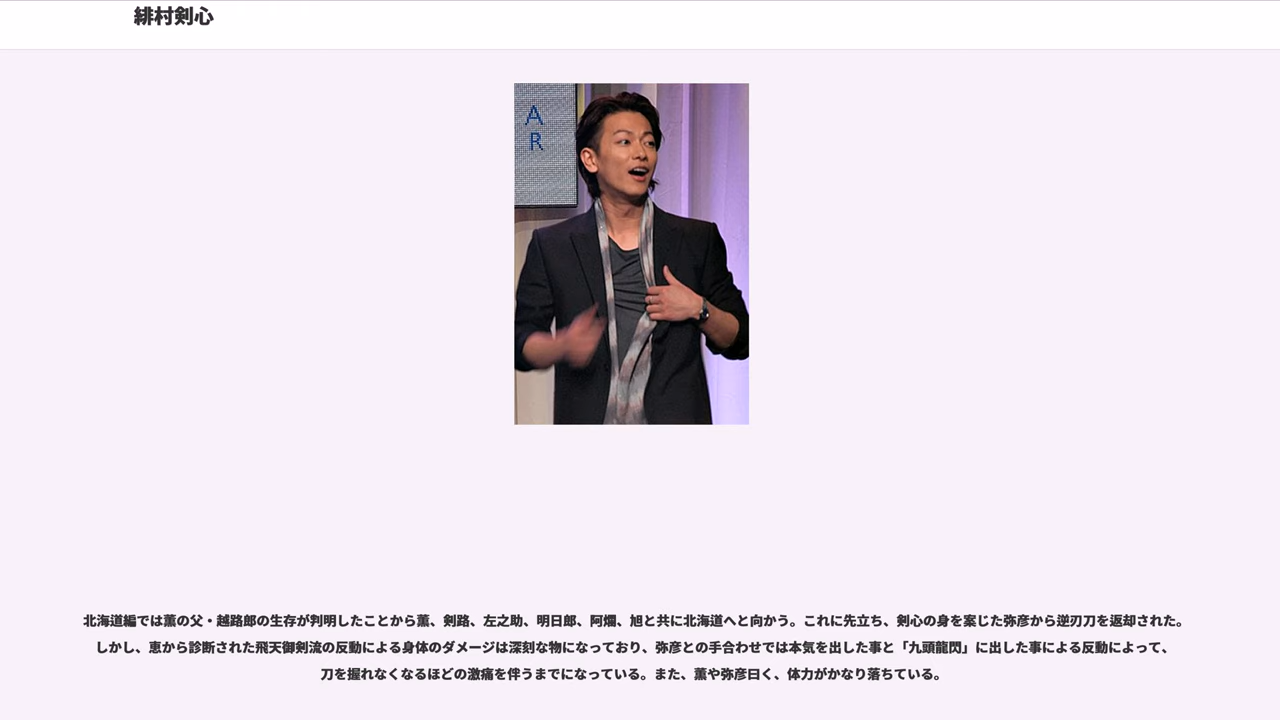 緋村剣心
A
R
北海道編では薫の父・越路郎の生存が判明したことから薫、剣路、左之助、明日郎、阿爛、旭と共に北海道へと向かう。これに先立ち、剣心の身を案じた弥彦から逆刃刀を返却された。
しかし、恵から診断された飛天御剣流の反動による身体のダメージは深刻な物になっており、弥彦との手合わせでは本気を出した事と「九頭龍閃」に出した事による反動によって、
刀を握れなくなるほどの激痛を伴うまでになっている。また、薫や弥彦曰く、体力がかなり落ちている。